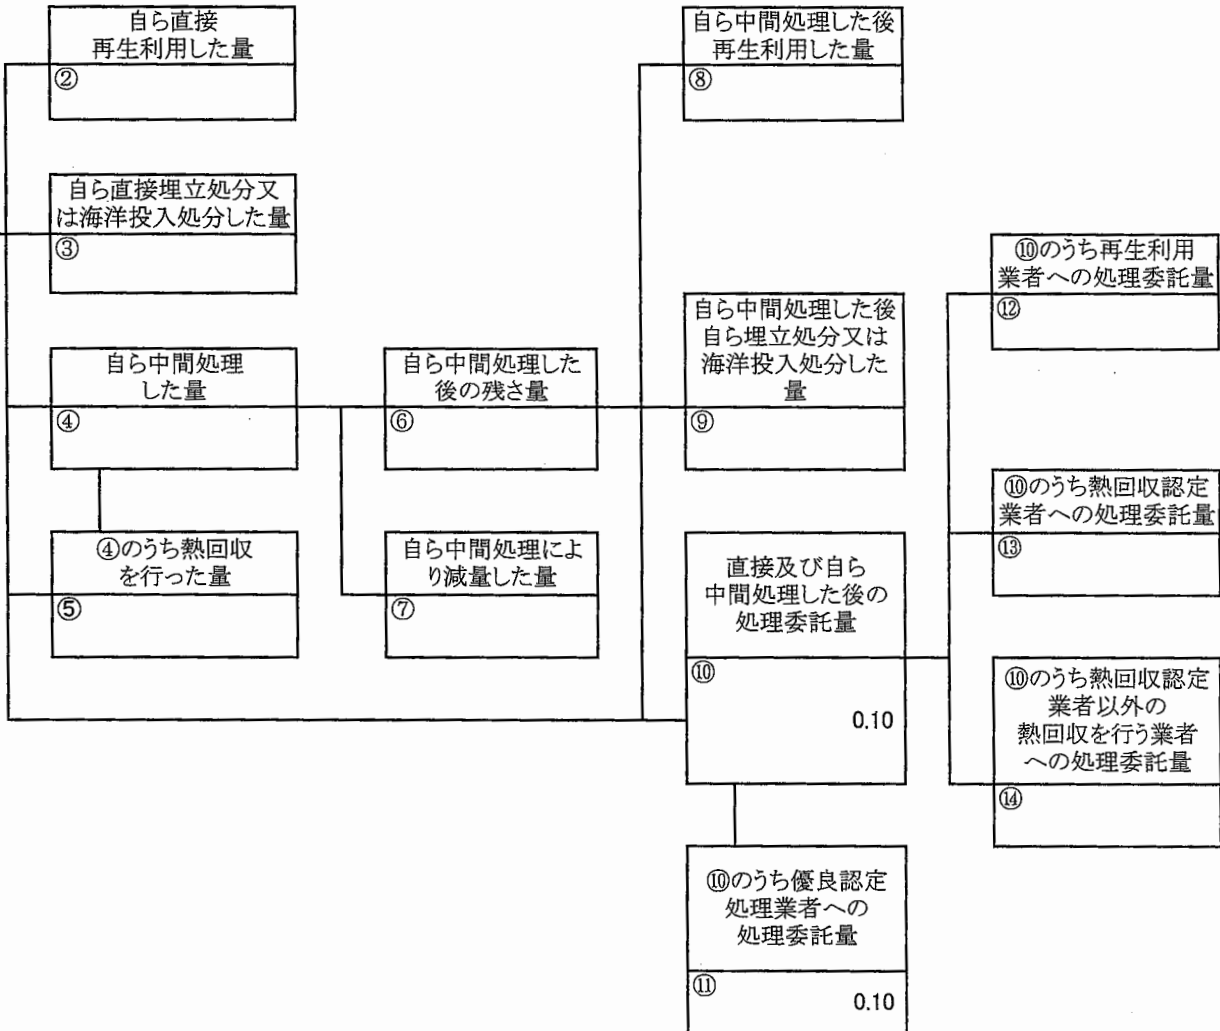 自ら直接
再生利用した量
②
自ら中間処理した後
再生利用した量
⑧
自ら直接埋立処分又
は海洋投入処分した量
③
⑩のうち再生利用
業者への処理委託量
⑫
自ら中間処理した後
自ら埋立処分又は
海洋投入処分した
量
⑨
自ら中間処理
した量
④
自ら中間処理した
後の残さ量
⑥
⑩のうち熱回収認定
業者への処理委託量
⑬
④のうち熱回収
を行った量
⑤
自ら中間処理によ
り減量した量
⑦
直接及び自ら
中間処理した後の
処理委託量
⑩
0.10
⑩のうち熱回収認定
業者以外の
熱回収を行う業者
への処理委託量
⑭
⑩のうち優良認定
処理業者への
処理委託量
⑪
0.10